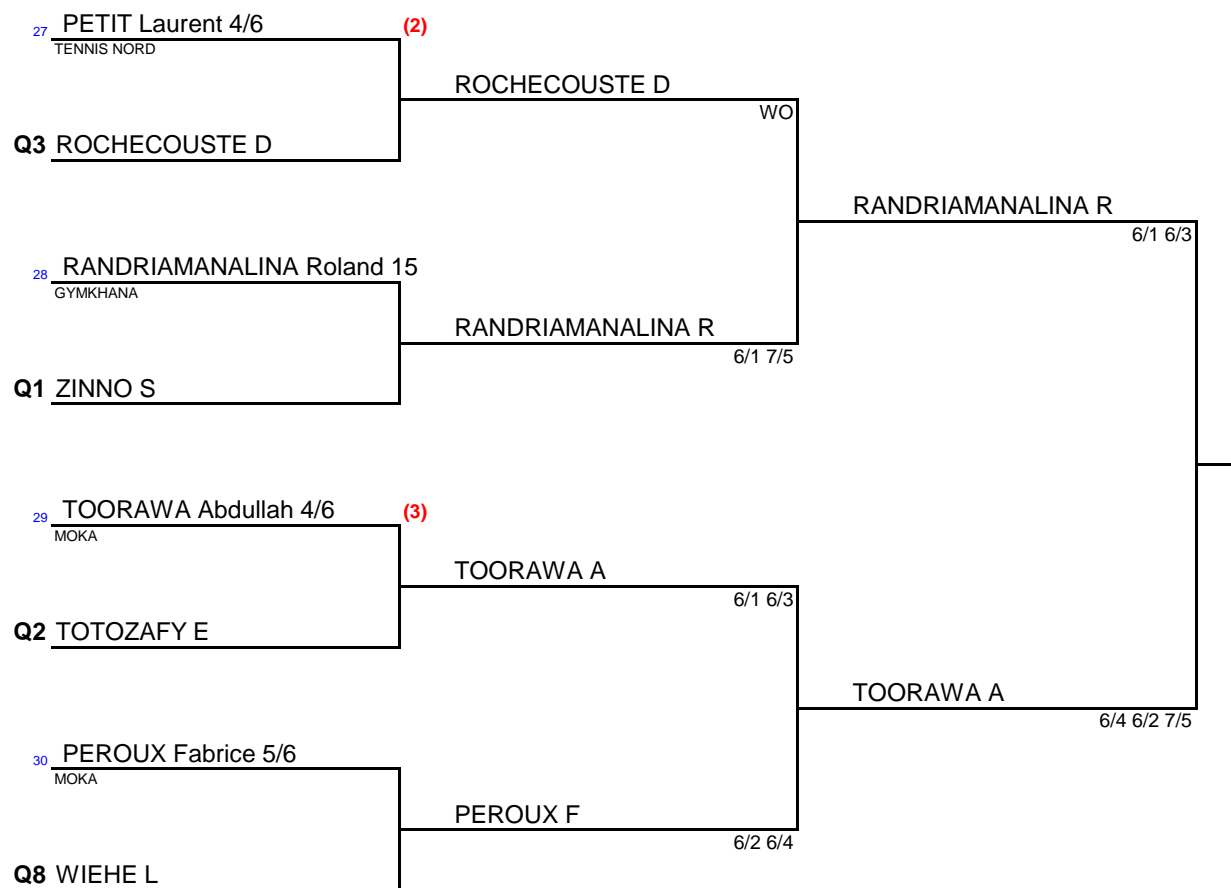 27 PETIT Laurent 4/6 (2)
TENNIS NORD
ROCHECOUSTE D
WO
Q3 ROCHECOUSTE D
RANDRIAMANALINA R
6/1 6/3
28 RANDRIAMANALINA Roland 15
GYMKHANA
RANDRIAMANALINA R
6/1 7/5
Q1 ZINNO S
29 TOORAWA Abdullah 4/6 (3)
MOKA
TOORAWA A
6/1 6/3
Q2 TOTOZAFY E
TOORAWA A
6/4 6/2 7/5
30 PEROUX Fabrice 5/6
MOKA
PEROUX F
6/2 6/4
Q8 WIEHE L